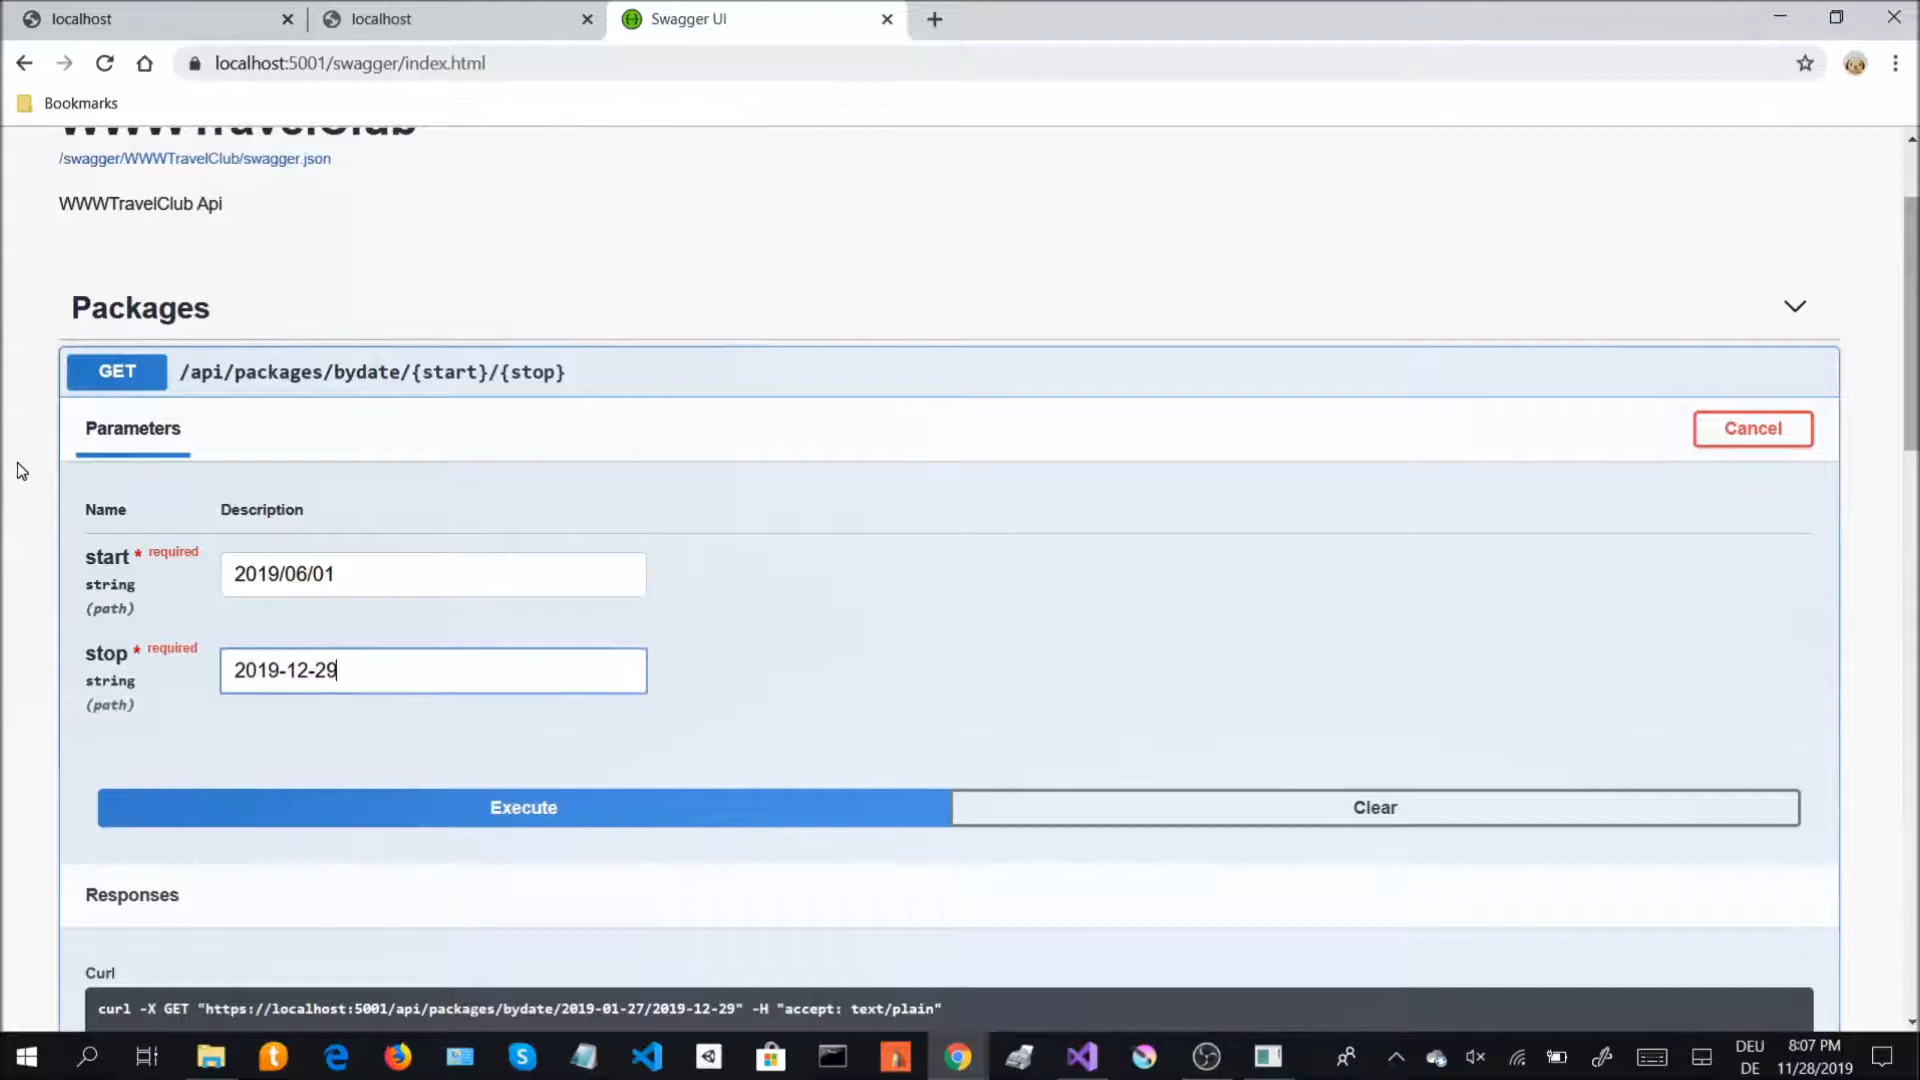 localhost
localhost
Swagger UI
localhost:5001/swagger/index.html
Bookmarks
WWWTravelClub
/swagger/WWWTravelClub/swagger.json
WWWTravelClub Api
Packages
GET /api/packages/bydate/{start}/{stop}
Parameters
Cancel
Name Description
start * required
string
(path)
2019/06/01
stop * required
string
(path)
2019-12-29
Execute
Clear
Responses
Curl
curl -X GET "https://localhost:5001/api/packages/bydate/2019-01-27/2019-12-29" -H "accept: text/plain"
DEU
DE
8:07 PM
11/28/2019